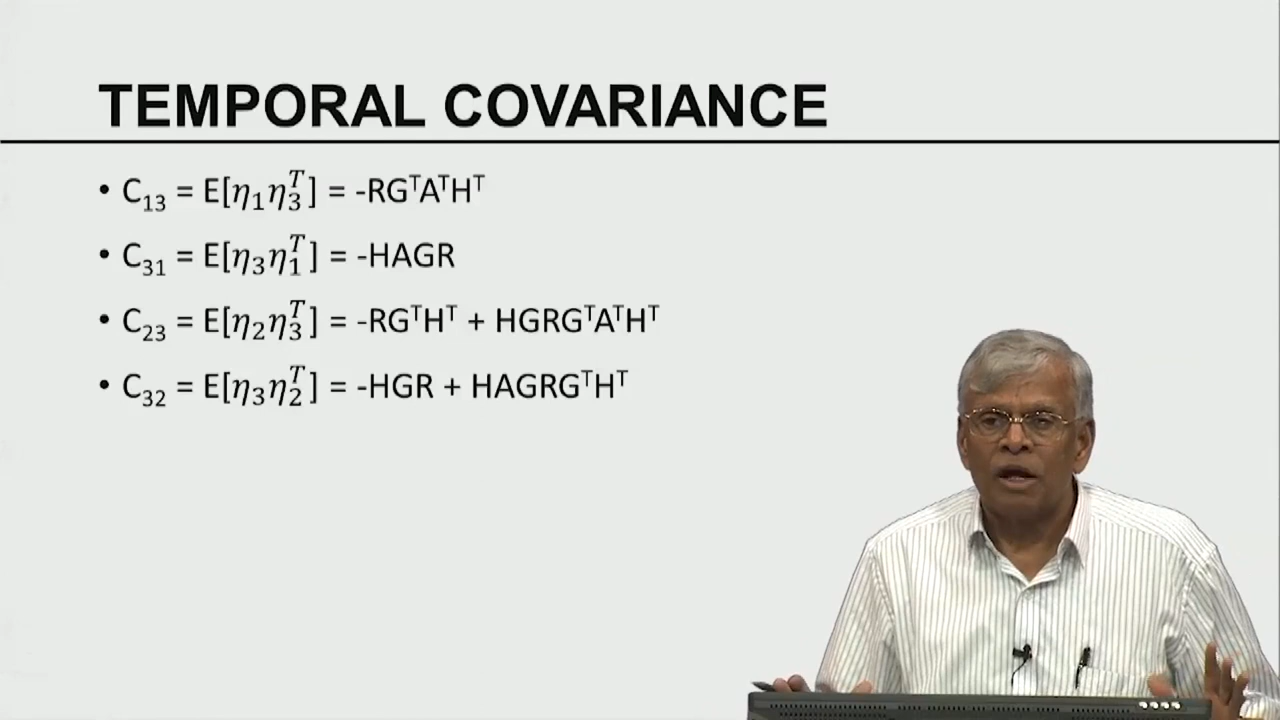 TEMPORAL COVARIANCE
• C₁₃ = E[η₁η₃ᵀ] = -RGᵀAᵀHᵀ
• C₃₁ = E[η₃η₁ᵀ] = -HAGR
• C₂₃ = E[η₂η₃ᵀ] = -RGᵀHᵀ + HGRGᵀAᵀHᵀ
• C₃₂ = E[η₃η₂ᵀ] = -HGR + HAGRGᵀHᵀ